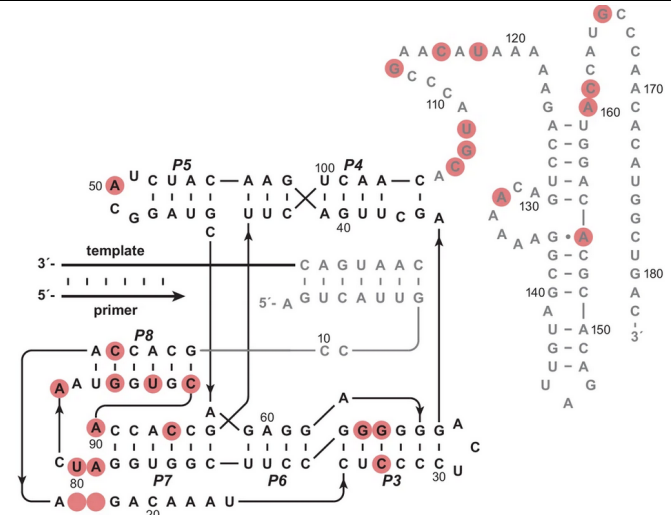 G C
A A C A U A A A 120
U C
G C C C A C C
C 110 A A A 170
A G C A 160 A
U A – U C
G C – G A
C C – G U
A U C U A C – A A G U C A A – C A U – A G
P5 100 P4
50 A C A G G – C G
C G G A U G U U C G A U C G A 40
A 130 A G
C A A A G • A C
3´- template C A G U A A C G – C U
5´- primer 5´- A G U C A U U G G – C G 180
140 G – C A
P8 10 A C
A C C A C G C C U – A 150 3´
A A U G G U G C G – C
U A
A U G
A
A 90 A C C A C C G A G A G G 60 A G G G G G G A C
C U A G G U G G C – U U C C C U C C C C U
80 P7 P6 P3 30
A G A C A A A U
20